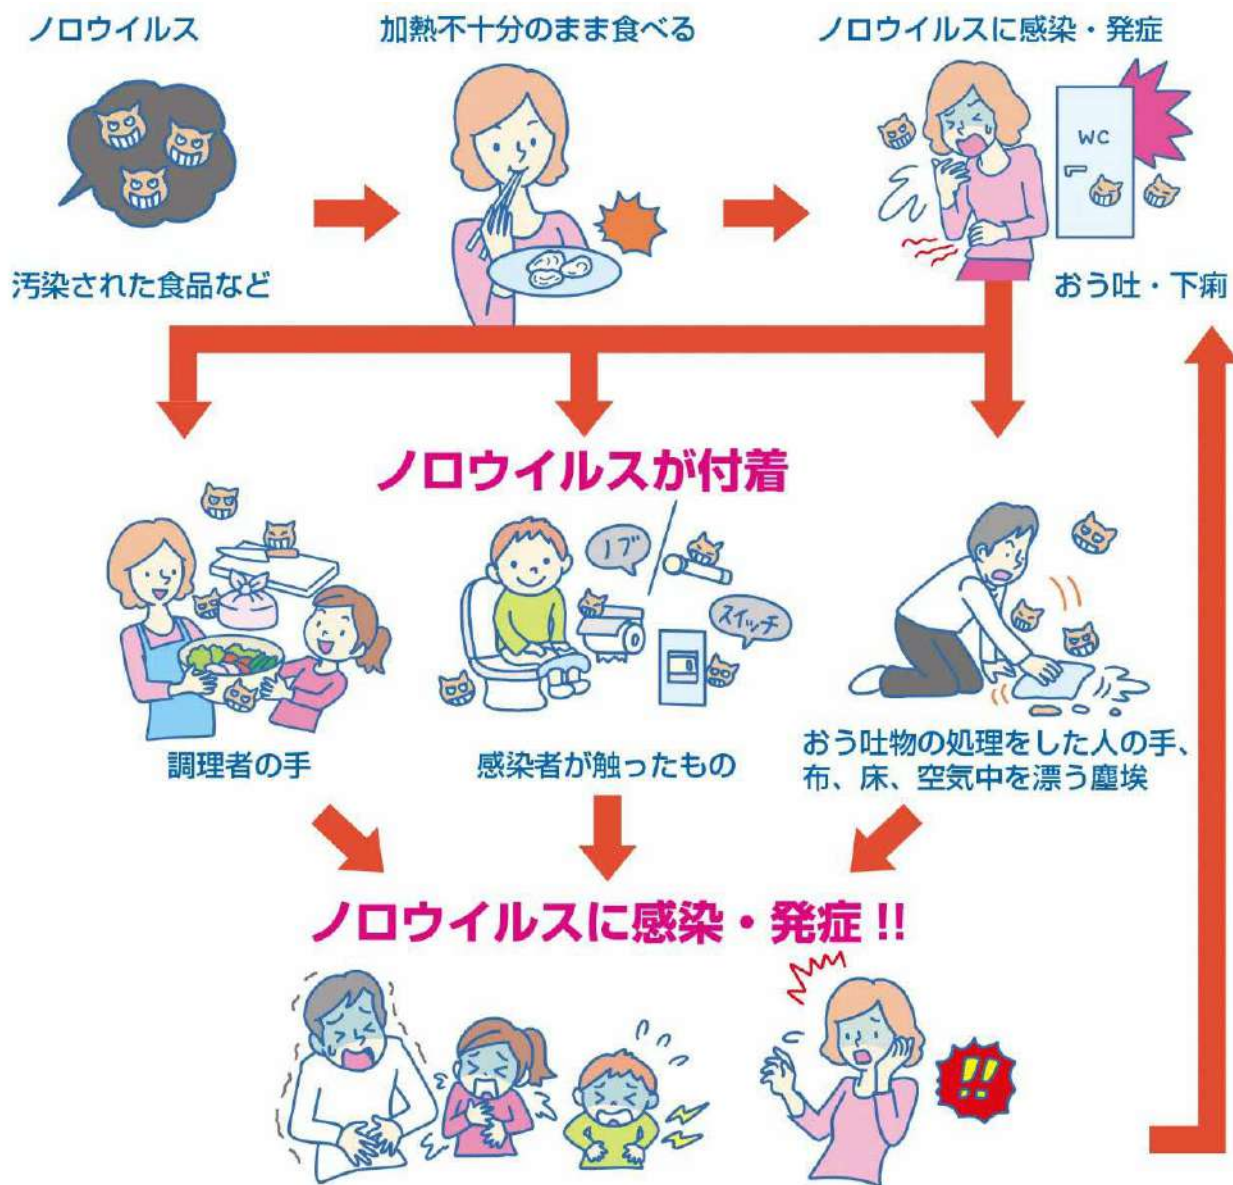 ノロウイルス
加熱不十分のまま食べる
ノロウイルスに感染・発症
WC
汚染された食品など
おう吐・下痢
ノロウイルスが付着
ノブ
スイッチ
調理者の手
感染者が触ったもの
おう吐物の処理をした人の手、
布、床、空気中を漂う塵埃
ノロウイルスに感染・発症!!
!!